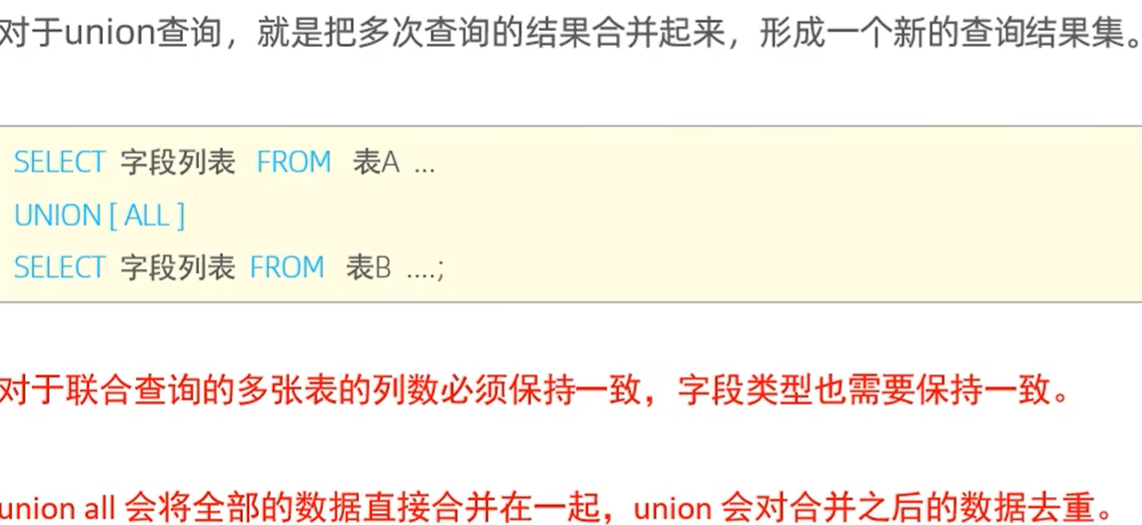 对于union查询，就是把多次查询的结果合并起来，形成一个新的查询结果集。
SELECT 字段列表 FROM 表A ...
UNION [ ALL ]
SELECT 字段列表 FROM 表B ....;
对于联合查询的多张表的列数必须保持一致，字段类型也需要保持一致。
union all 会将全部的数据直接合并在一起，union 会对合并之后的数据去重。